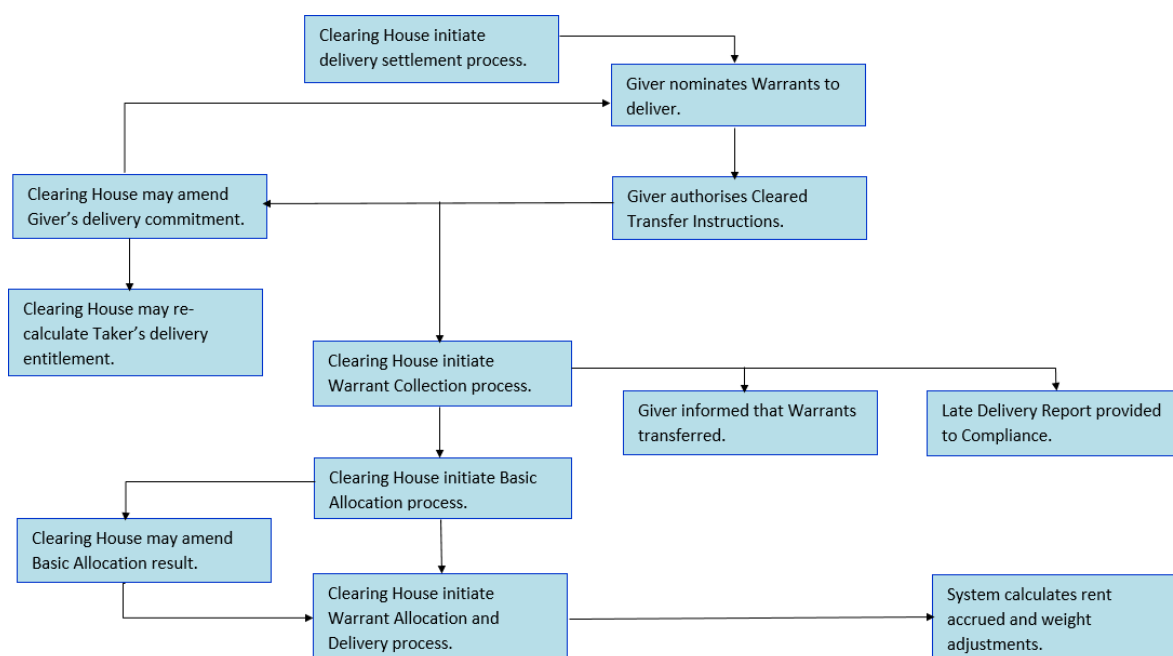 Clearing House initiate
delivery settlement process.
Giver nominates Warrants to
deliver.
Clearing House may amend
Giver’s delivery commitment.
Giver authorises Cleared
Transfer Instructions.
Clearing House may re-
calculate Taker’s delivery
entitlement.
Clearing House initiate
Warrant Collection process.
Giver informed that Warrants
transferred.
Late Delivery Report provided
to Compliance.
Clearing House initiate Basic
Allocation process.
Clearing House may amend
Basic Allocation result.
Clearing House initiate
Warrant Allocation and
Delivery process.
System calculates rent
accrued and weight
adjustments.